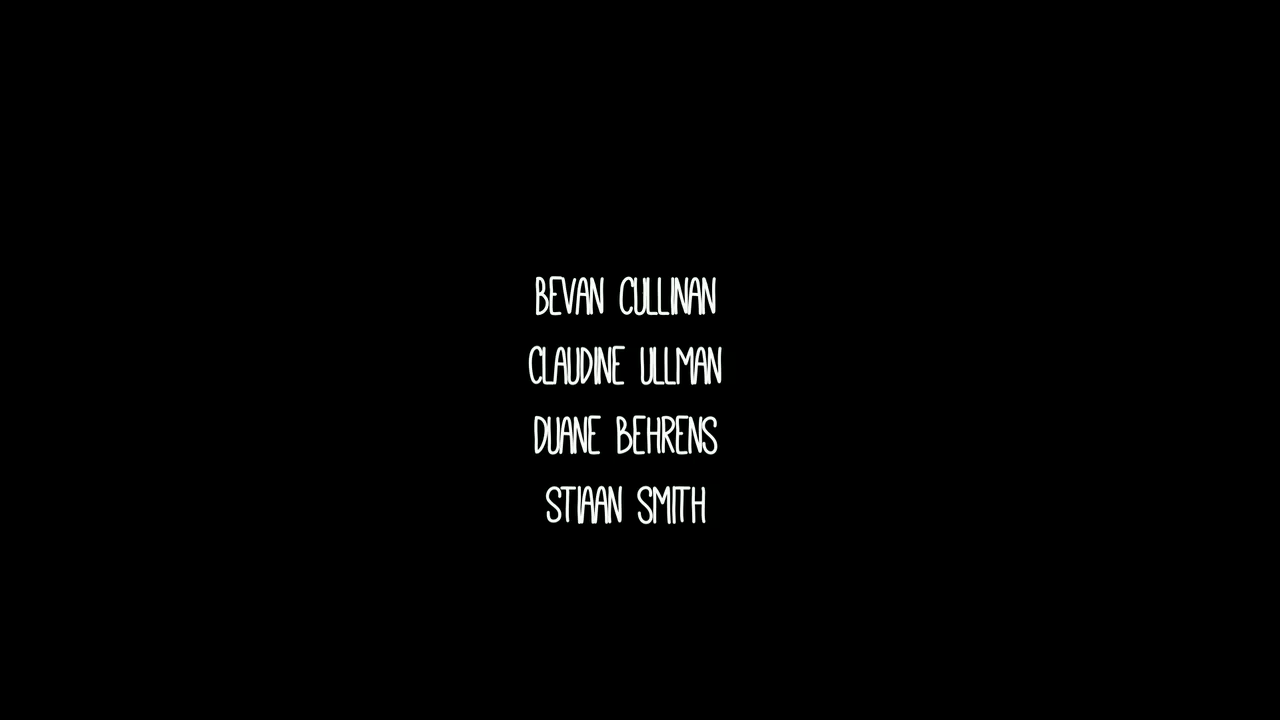 BEVAN CULLINAN
CLAUDINE ULLMAN
DUANE BEHRENS
STIAAN SMITH